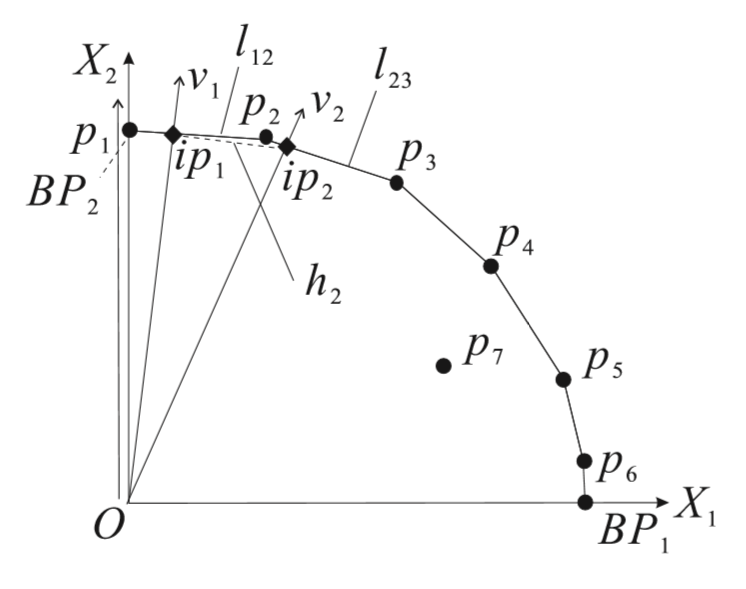 l₁₂
X₂
v₁
l₂₃
p₂
v₂
p₁
ip₁
p₃
BP₂
ip₂
p₄
h₂
p₇
p₅
p₆
O
X₁
BP₁